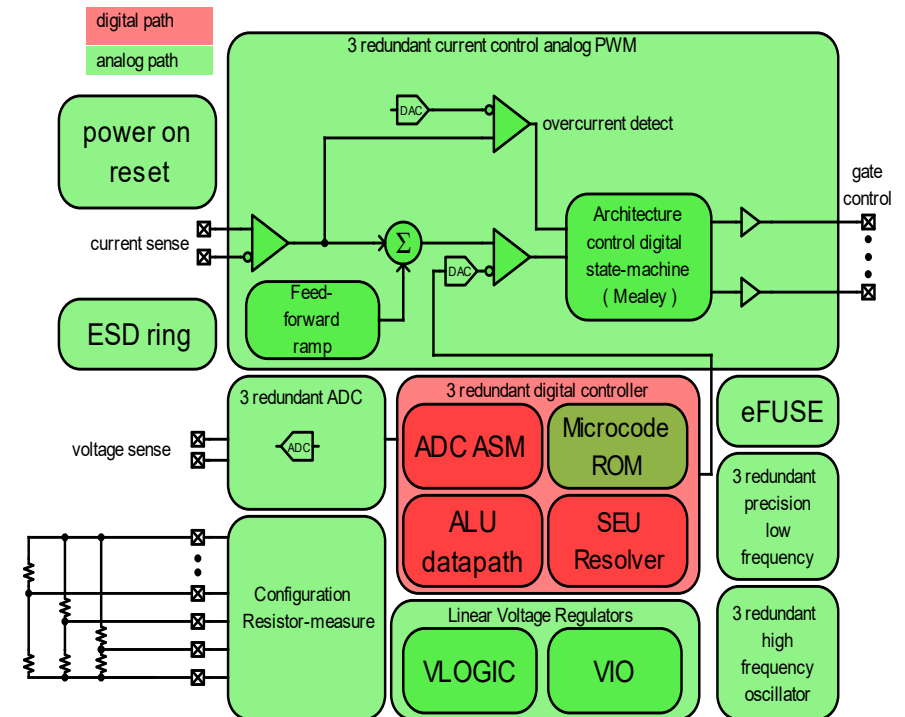 digital path
analog path
3 redundant current control analog PWM
power on
reset
DAC
overcurrent detect
gate
control
current sense
Σ
DAC
Architecture
control digital
state-machine
( Mealey )
Feed-
forward
ramp
ESD ring
3 redundant ADC
3 redundant digital controller
eFUSE
voltage sense
ADC
ADC ASM
Microcode
ROM
3 redundant
precision
low
frequency
ALU
datapath
SEU
Resolver
Configuration
Resistor-measure
Linear Voltage Regulators
VLOGIC
VIO
3 redundant
high
frequency
oscillator